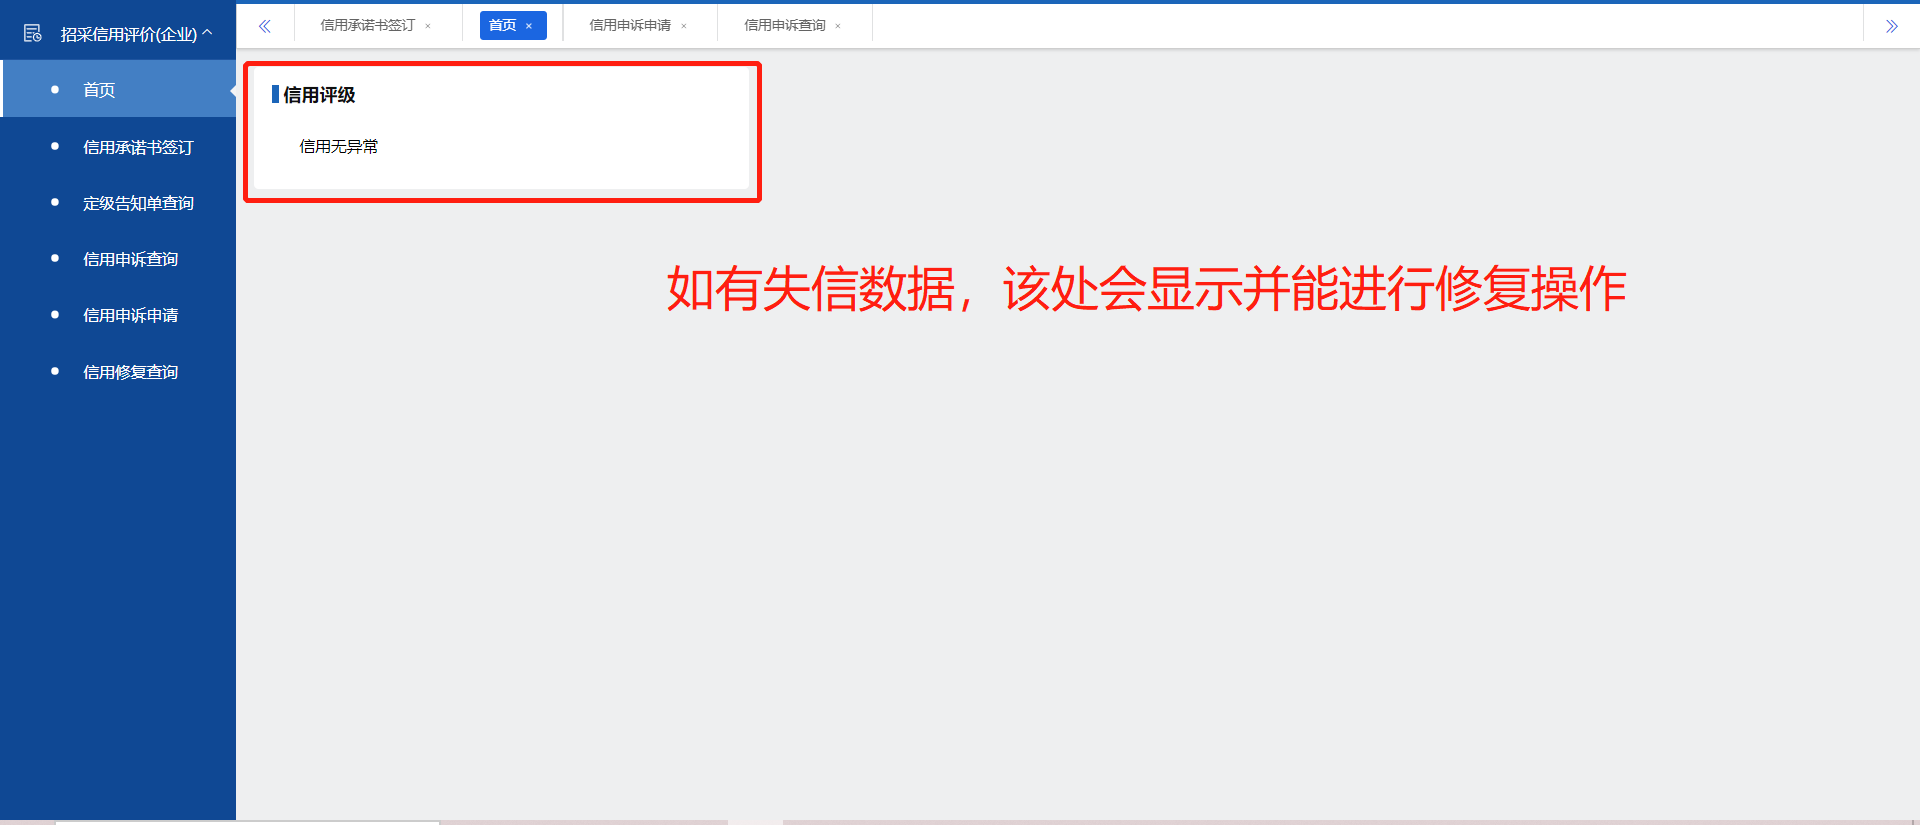 招采信用评价(企业)
首页
信用承诺书签订
定级告知单查询
信用申诉查询
信用申诉申请
信用修复查询
信用承诺书签订 ×
首页 ×
信用申诉申请 ×
信用申诉查询 ×
信用评级
信用无异常
如有失信数据，该处会显示并能进行修复操作